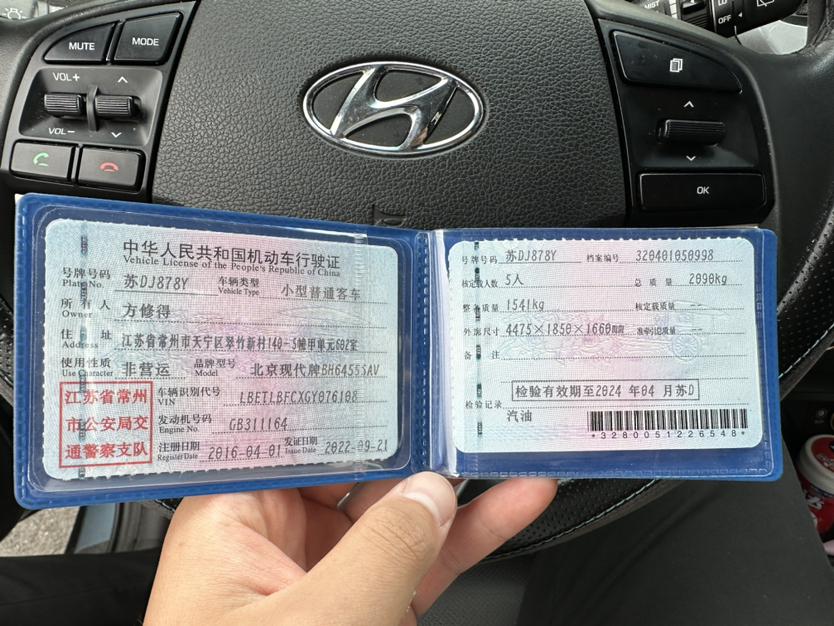 MIST
LO
OFF
MUTE
MODE
VOL+
VOL-
OK
中华人民共和国机动车行驶证
Vehicle License of the People's Republic of China
号牌号码 苏DJ878Y 车辆类型 小型普通客车
Plate No. Vehicle Type
所有人 方修得
Owner
住址 江苏省常州市天宁区翠竹新村140-3幢甲单元602室
Address
使用性质 非营运 品牌型号 北京现代牌BH6455SAV
Use Character Model
江苏省常州
市公安局交
通警察支队
车辆识别代号 LBETLBFCXGY076108
VIN
发动机号码 GB311164
Engine No.
注册日期 2016-04-01 发证日期 2022-09-21
Register Date Issue Date
号牌号码 苏DJ878Y 档案编号 320401050998
核定载人数 5人 总质量 2090kg
整备质量 1541kg 核定载质量 --
外廓尺寸 4475×1850×1660mm 准牵引总质量 --
备注
检验有效期至2024年04月苏D
检验记录
汽油
*3280051226548*